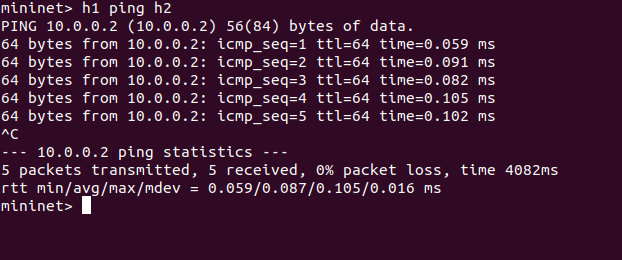 mininet> h1 ping h2
PING 10.0.0.2 (10.0.0.2) 56(84) bytes of data.
64 bytes from 10.0.0.2: icmp_seq=1 ttl=64 time=0.059 ms
64 bytes from 10.0.0.2: icmp_seq=2 ttl=64 time=0.091 ms
64 bytes from 10.0.0.2: icmp_seq=3 ttl=64 time=0.082 ms
64 bytes from 10.0.0.2: icmp_seq=4 ttl=64 time=0.105 ms
64 bytes from 10.0.0.2: icmp_seq=5 ttl=64 time=0.102 ms
^C
--- 10.0.0.2 ping statistics ---
5 packets transmitted, 5 received, 0% packet loss, time 4082ms
rtt min/avg/max/mdev = 0.059/0.087/0.105/0.016 ms
mininet>